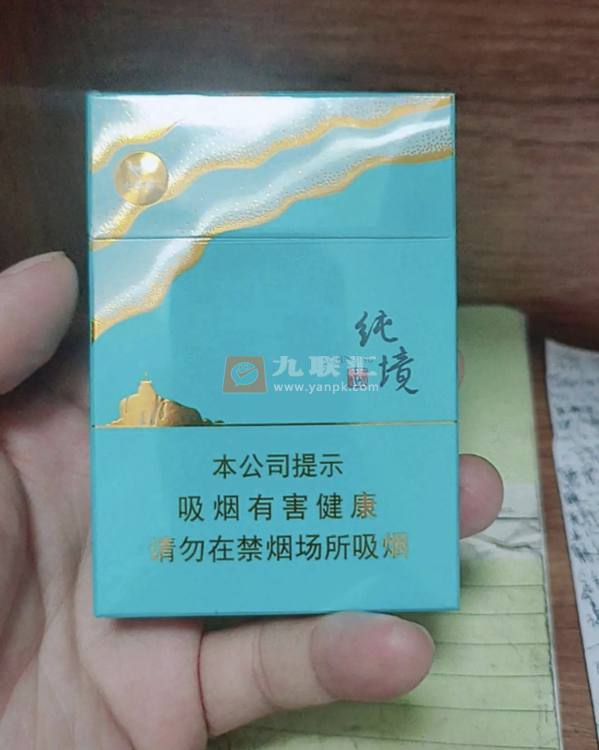 纯境
九联汇
www.yanpk.com
本公司提示
吸烟有害健康
请勿在禁烟场所吸烟